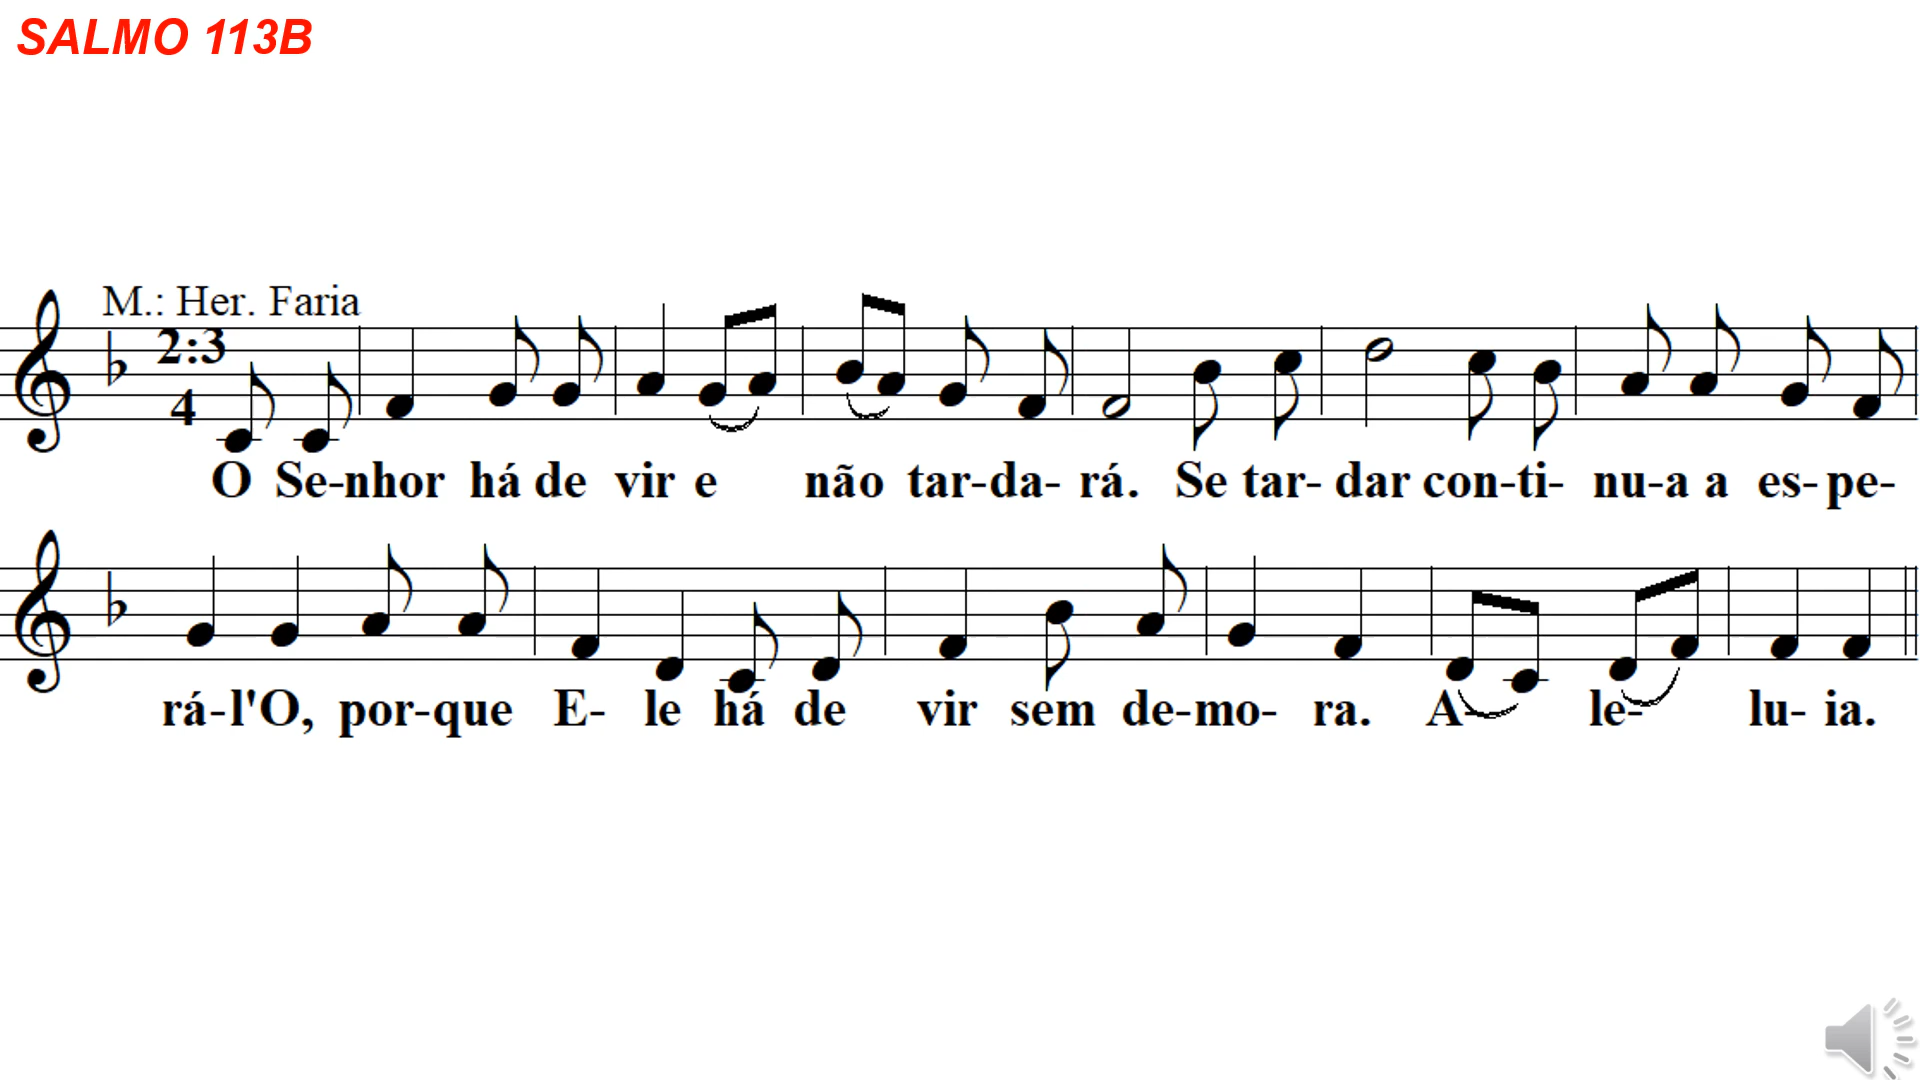 SALMO 113B
M.: Her. Faria
2:3
4
O Se-nhor há de vir e não tar-da- rá. Se tar- dar con-ti- nu-a a es- pe-
rá-l'O, por-que E- le há de vir sem de-mo- ra. A- le- lu- ia.